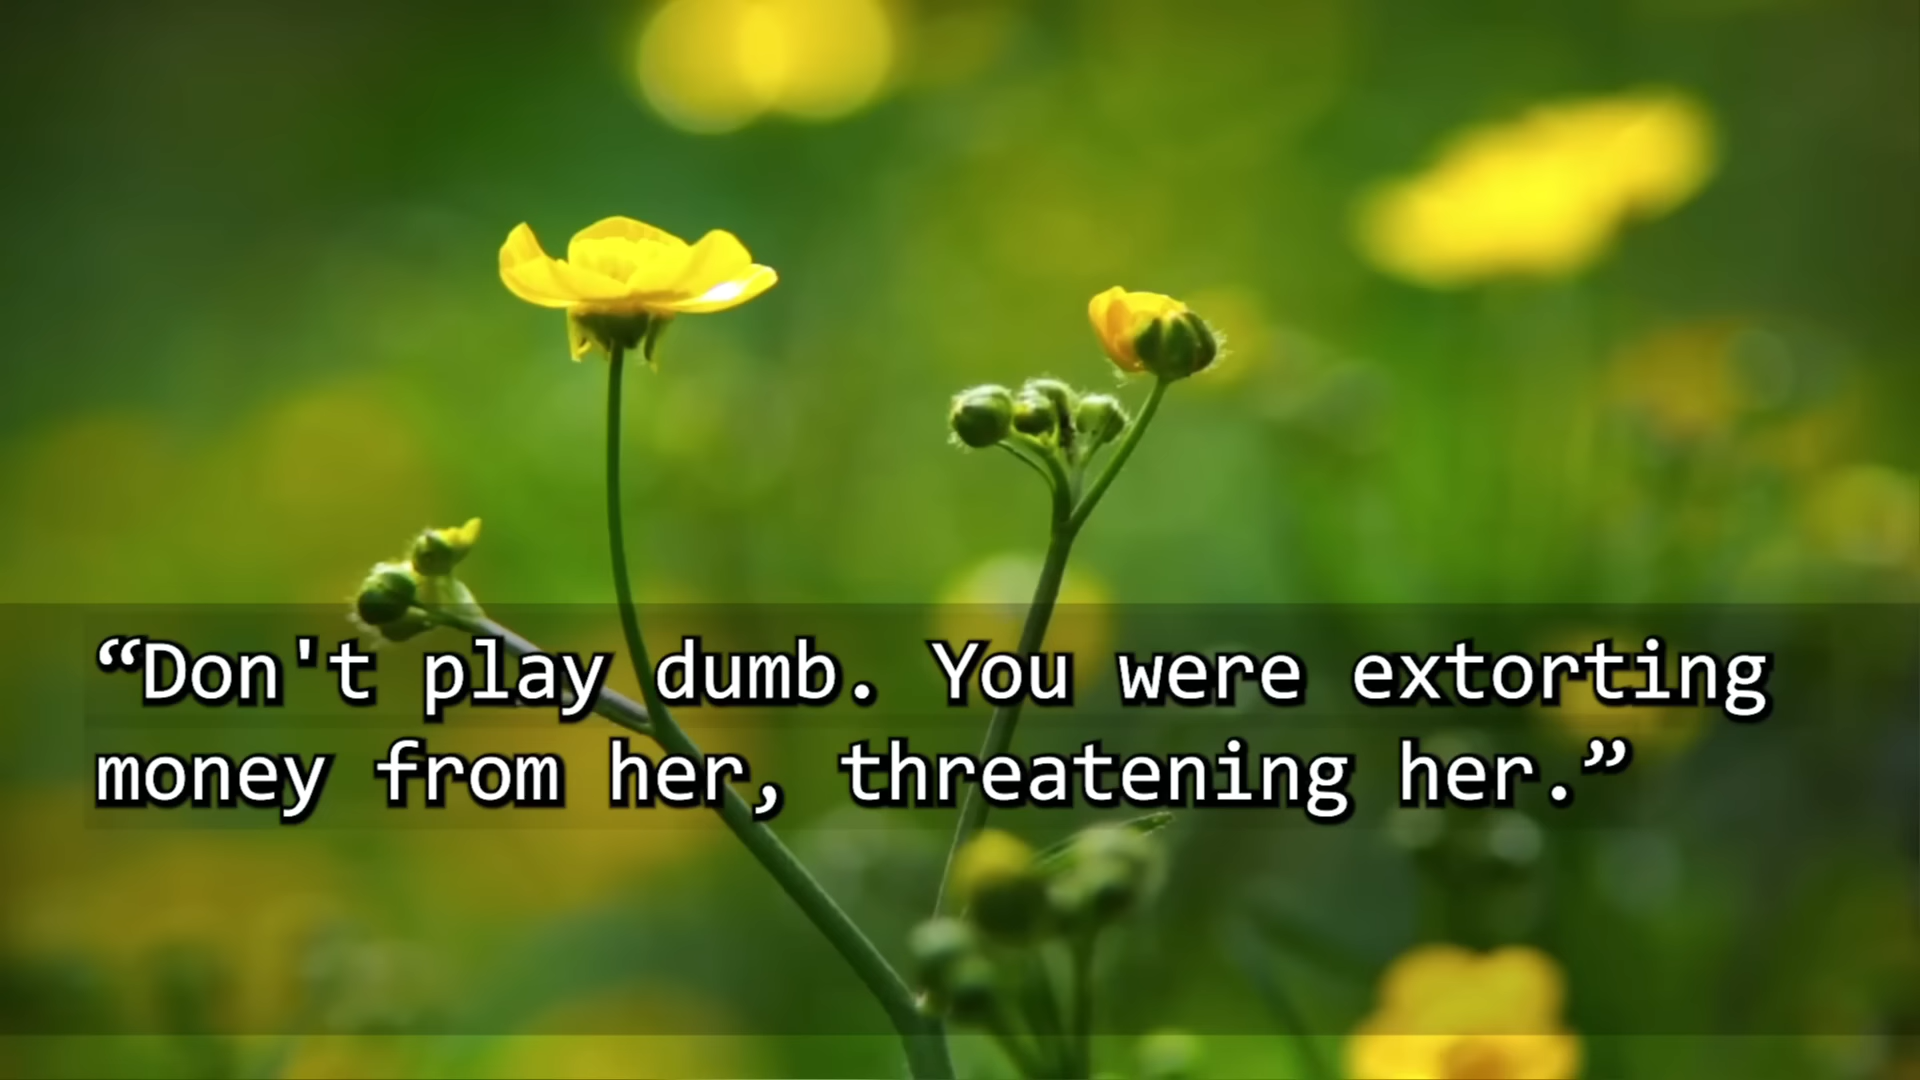 “Don't play dumb. You were extorting
money from her, threatening her.”